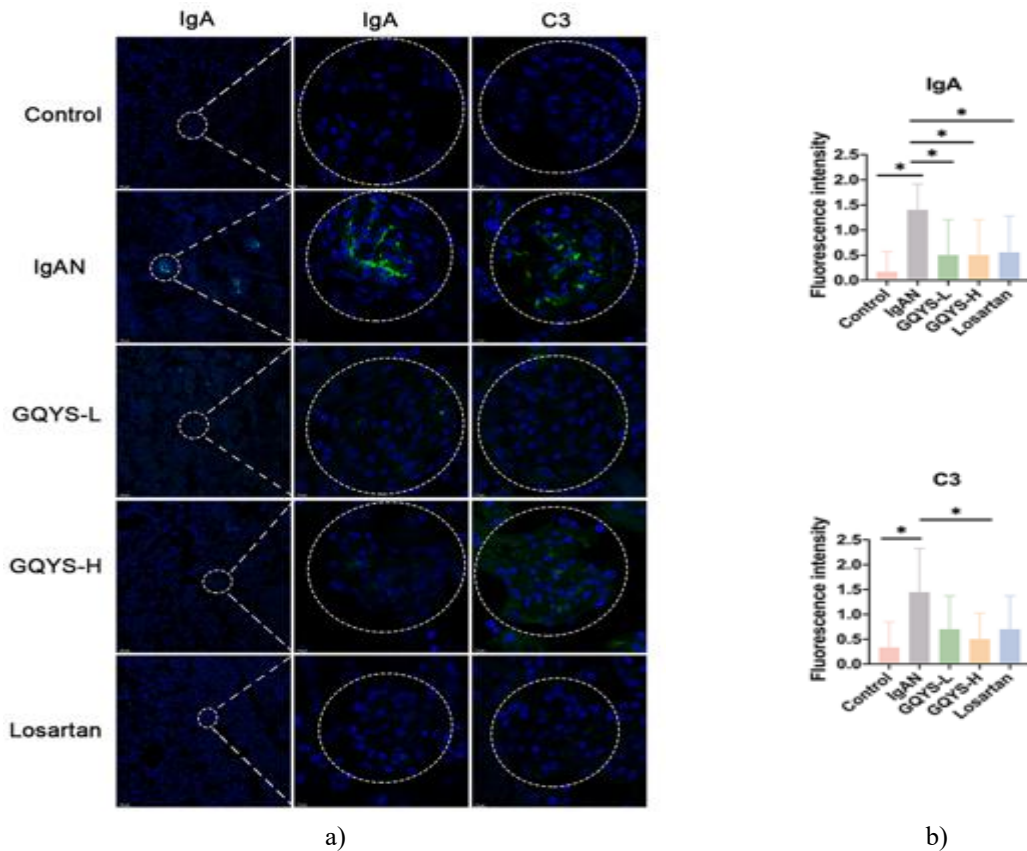 IgA IgA C3
Control
IgAN
GQYS-L
GQYS-H
Losartan
a)
IgA
*
*
* *
Fluorescence intensity
2.5
2.0
1.5
1.0
0.5
0.0
Control
IgAN
GQYS-L
GQYS-H
Losartan
C3
* *
Fluorescence intensity
2.5
2.0
1.5
1.0
0.5
0.0
Control
IgAN
GQYS-L
GQYS-H
Losartan
b)